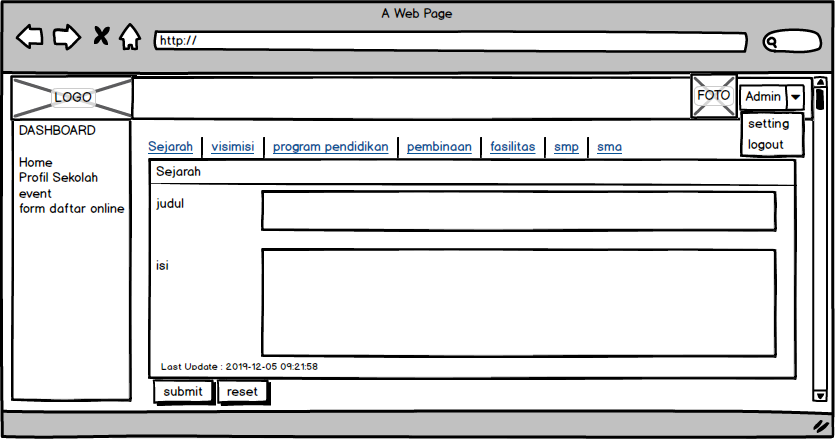 A Web Page
http://
LOGO
FOTO
Admin
setting
logout
DASHBOARD
Home
Profil Sekolah
event
form daftar online
Sejarah | visimisi | program pendidikan | pembinaan | fasilitas | smp | sma
Sejarah
judul
isi
Last Update : 2019-12-05 09:21:58
submit
reset